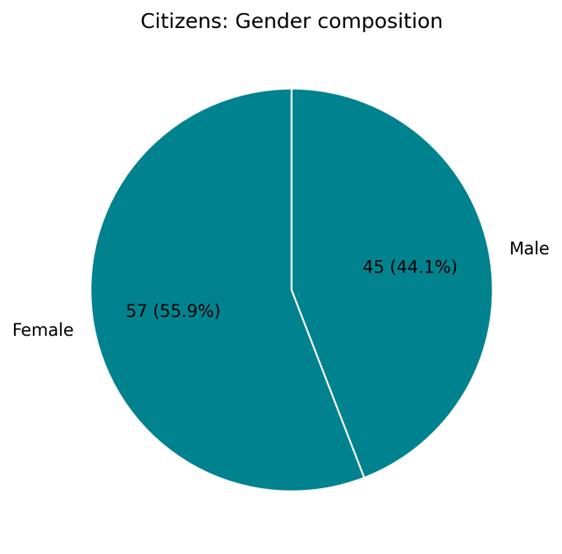 Citizens: Gender composition
Male
45 (44.1%)
57 (55.9%)
Female